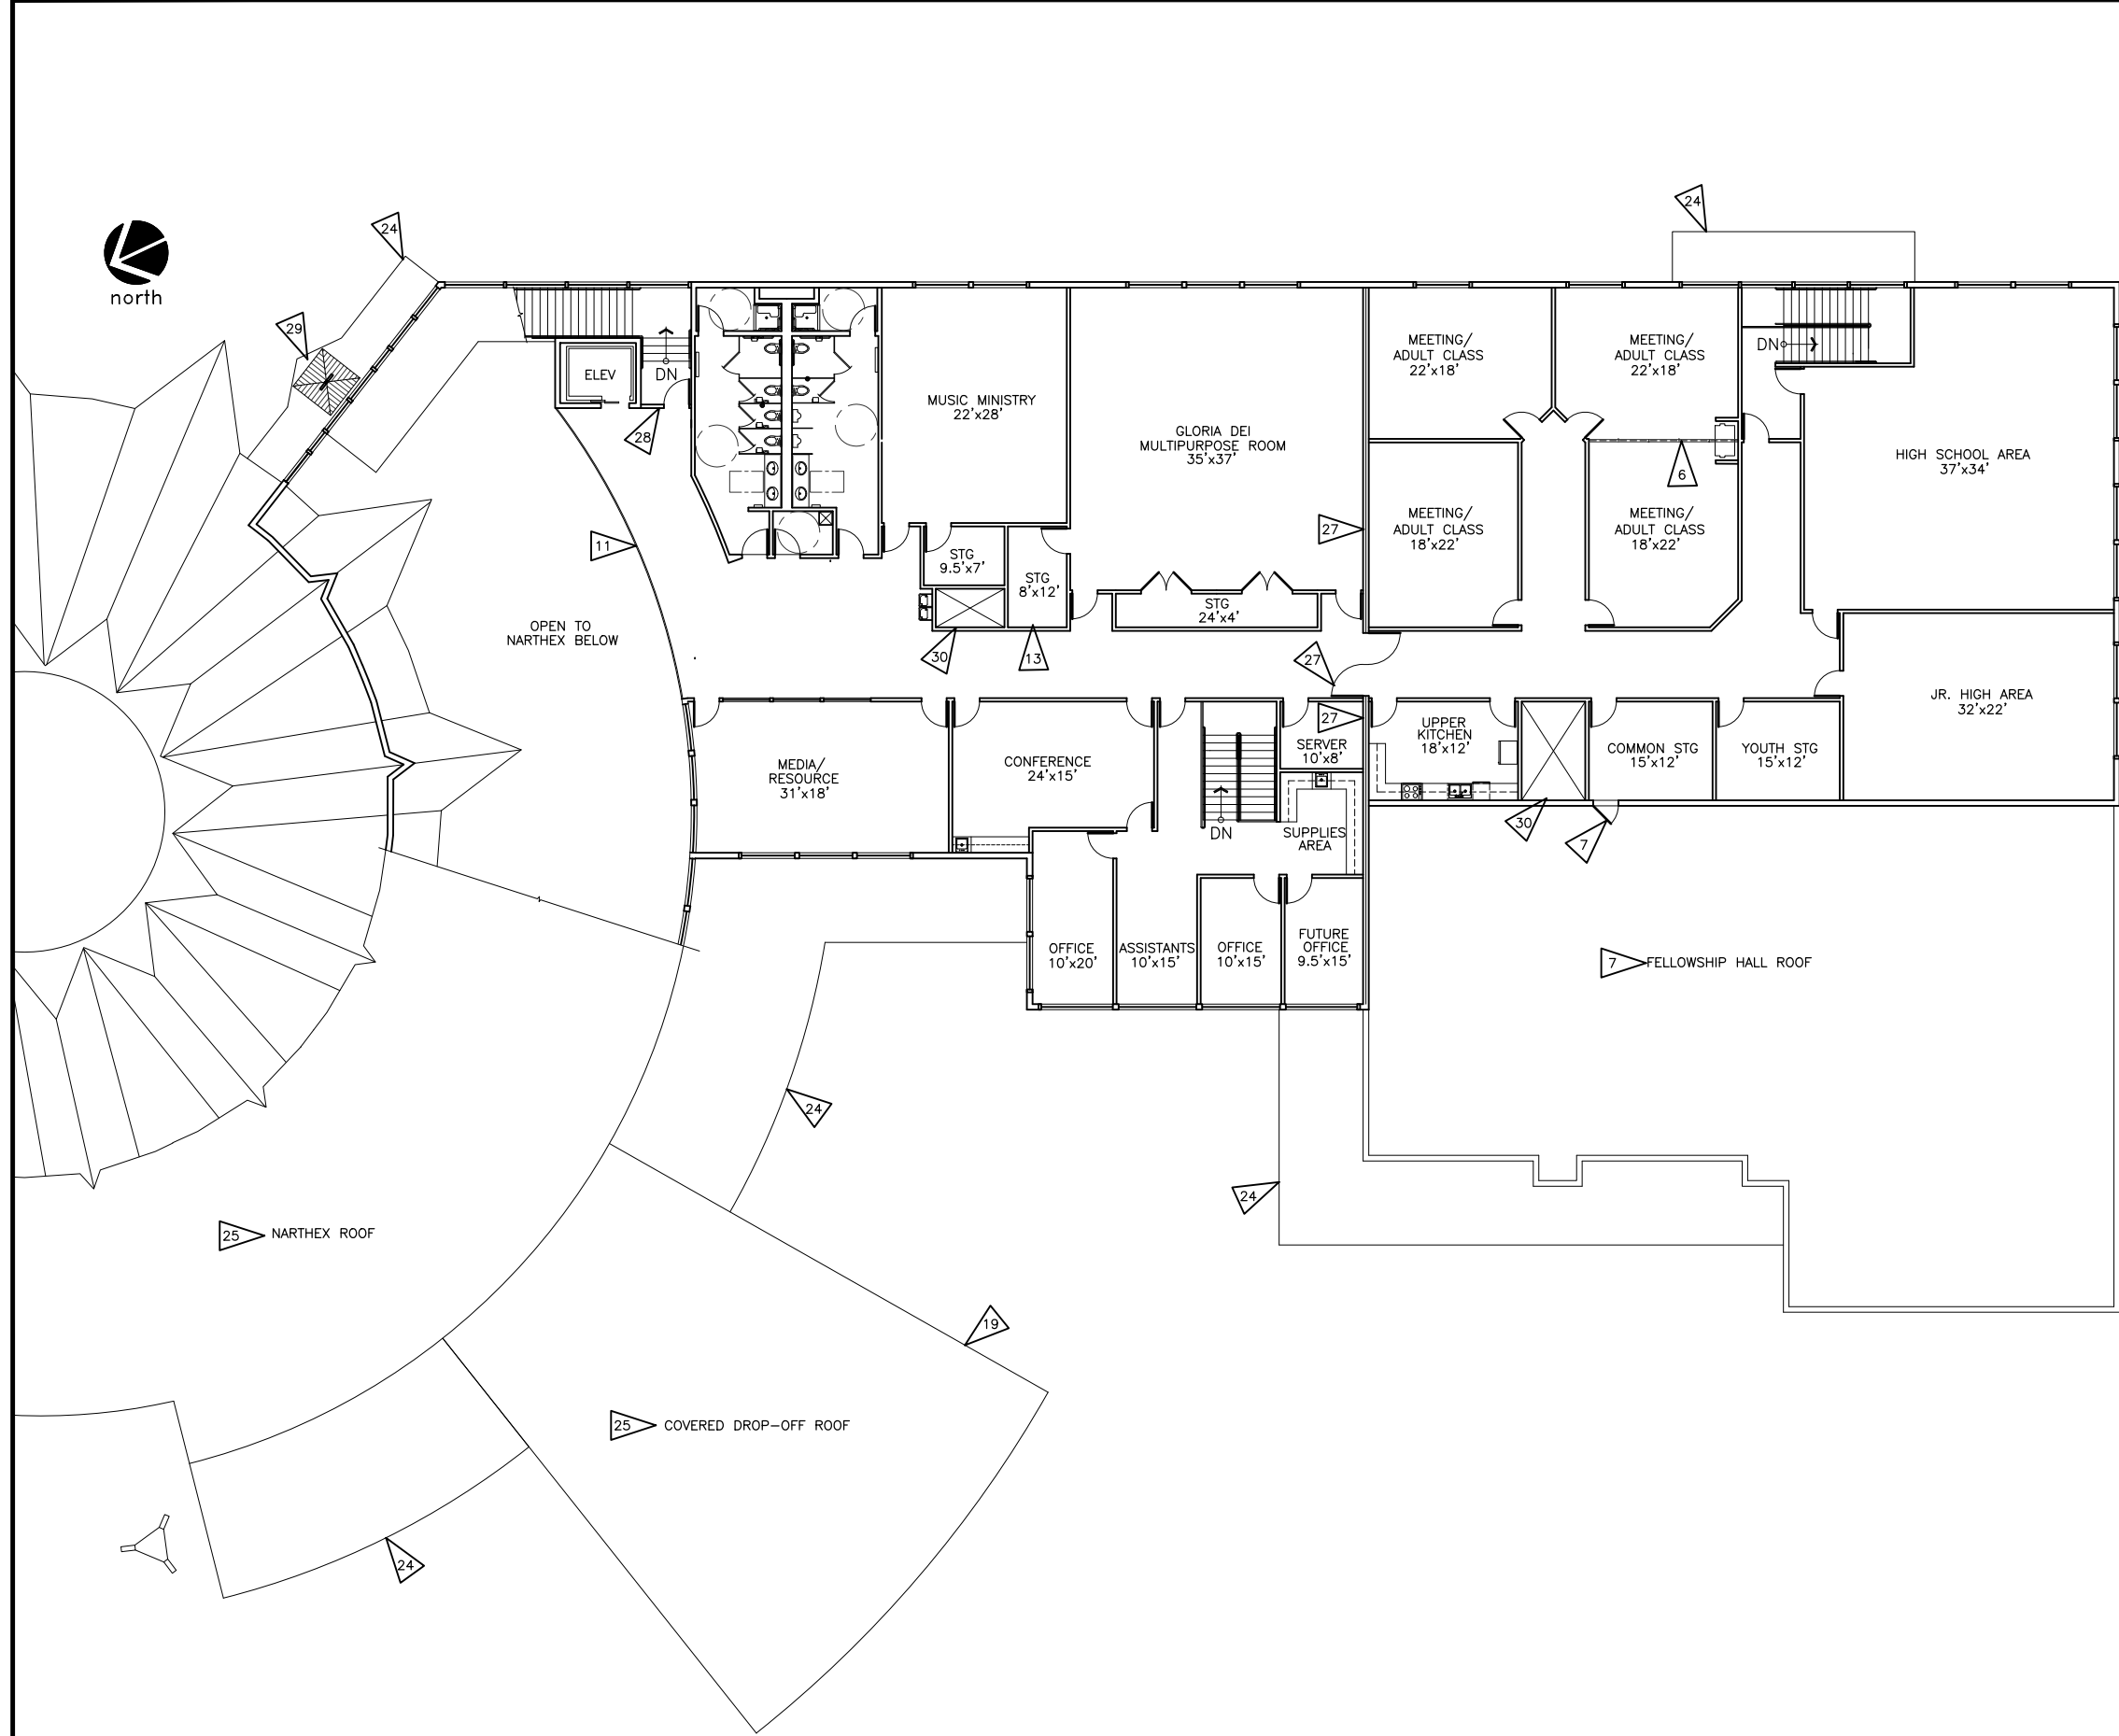 24
24
north
29
ELEV
DN
28
MUSIC MINISTRY
22'x28'
GLORIA DEI
MULTIPURPOSE ROOM
35'x37'
MEETING/
ADULT CLASS
22'x18'
MEETING/
ADULT CLASS
22'x18'
DN
6
HIGH SCHOOL AREA
37'x34'
11
27
MEETING/
ADULT CLASS
18'x22'
MEETING/
ADULT CLASS
18'x22'
STG
9.5'x7'
STG
8'x12'
STG
24'x4'
OPEN TO
NARTHEX BELOW
30
13
27
JR. HIGH AREA
32'x22'
27
MEDIA/
RESOURCE
31'x18'
CONFERENCE
24'x15'
SERVER
10'x8'
UPPER
KITCHEN
18'x12'
COMMON STG
15'x12'
YOUTH STG
15'x12'
DN
SUPPLIES
AREA
30
7
OFFICE
10'x20'
ASSISTANTS
10'x15'
OFFICE
10'x15'
FUTURE
OFFICE
9.5'x15'
7
FELLOWSHIP HALL ROOF
24
24
25
NARTHEX ROOF
19
25
COVERED DROP-OFF ROOF
24